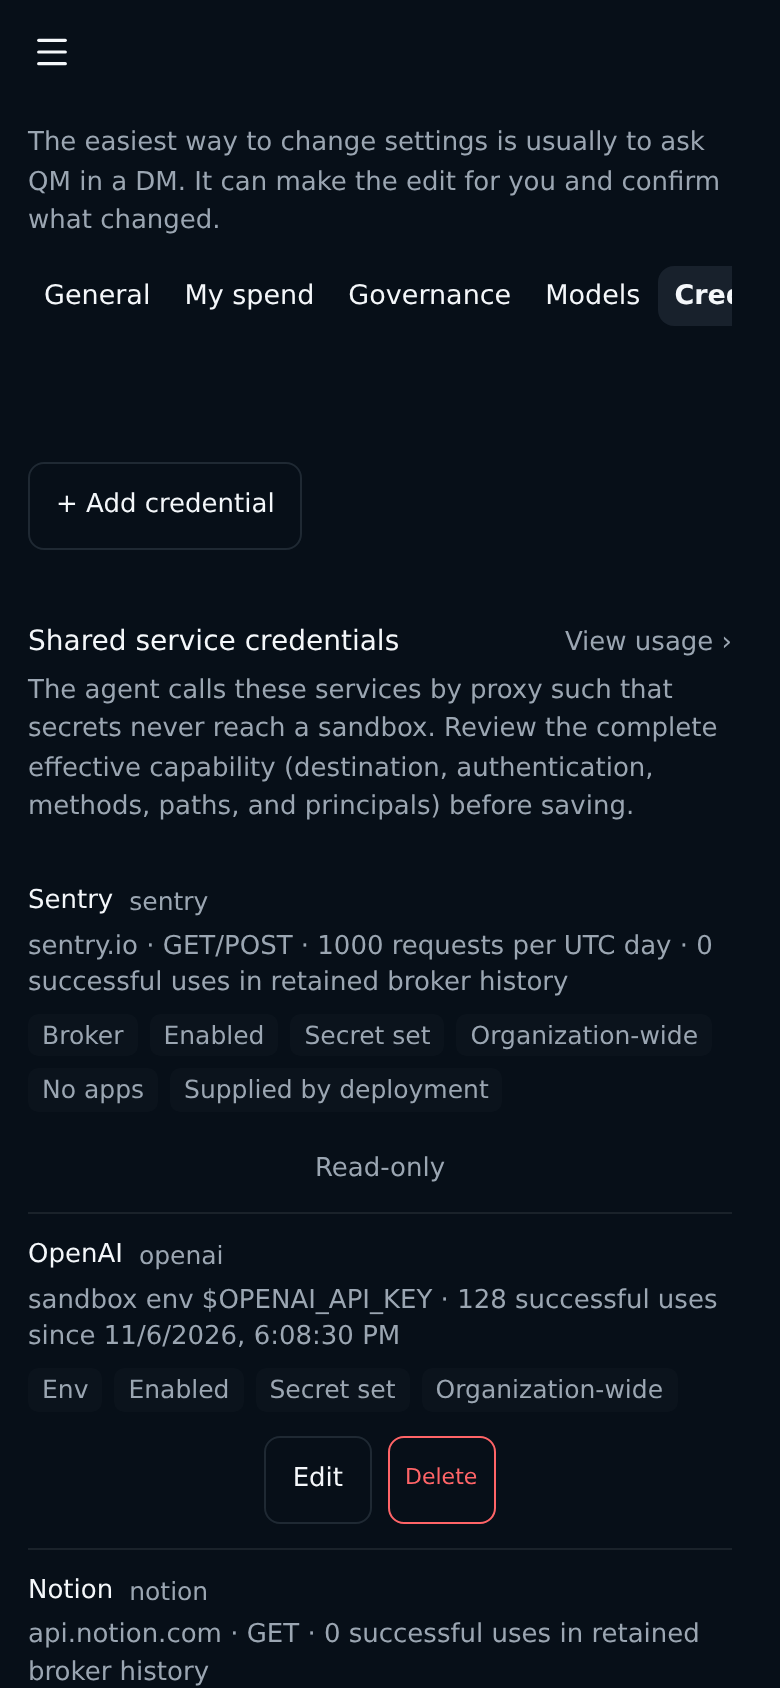 The easiest way to change settings is usually to ask
QM in a DM. It can make the edit for you and confirm
what changed.
General My spend Governance Models Cred
+ Add credential
Shared service credentials View usage ›
The agent calls these services by proxy such that
secrets never reach a sandbox. Review the complete
effective capability (destination, authentication,
methods, paths, and principals) before saving.
Sentry sentry
sentry.io · GET/POST · 1000 requests per UTC day · 0
successful uses in retained broker history
Broker Enabled Secret set Organization-wide
No apps Supplied by deployment
Read-only
OpenAI openai
sandbox env $OPENAI_API_KEY · 128 successful uses
since 11/6/2026, 6:08:30 PM
Env Enabled Secret set Organization-wide
Edit Delete
Notion notion
api.notion.com · GET · 0 successful uses in retained
broker history